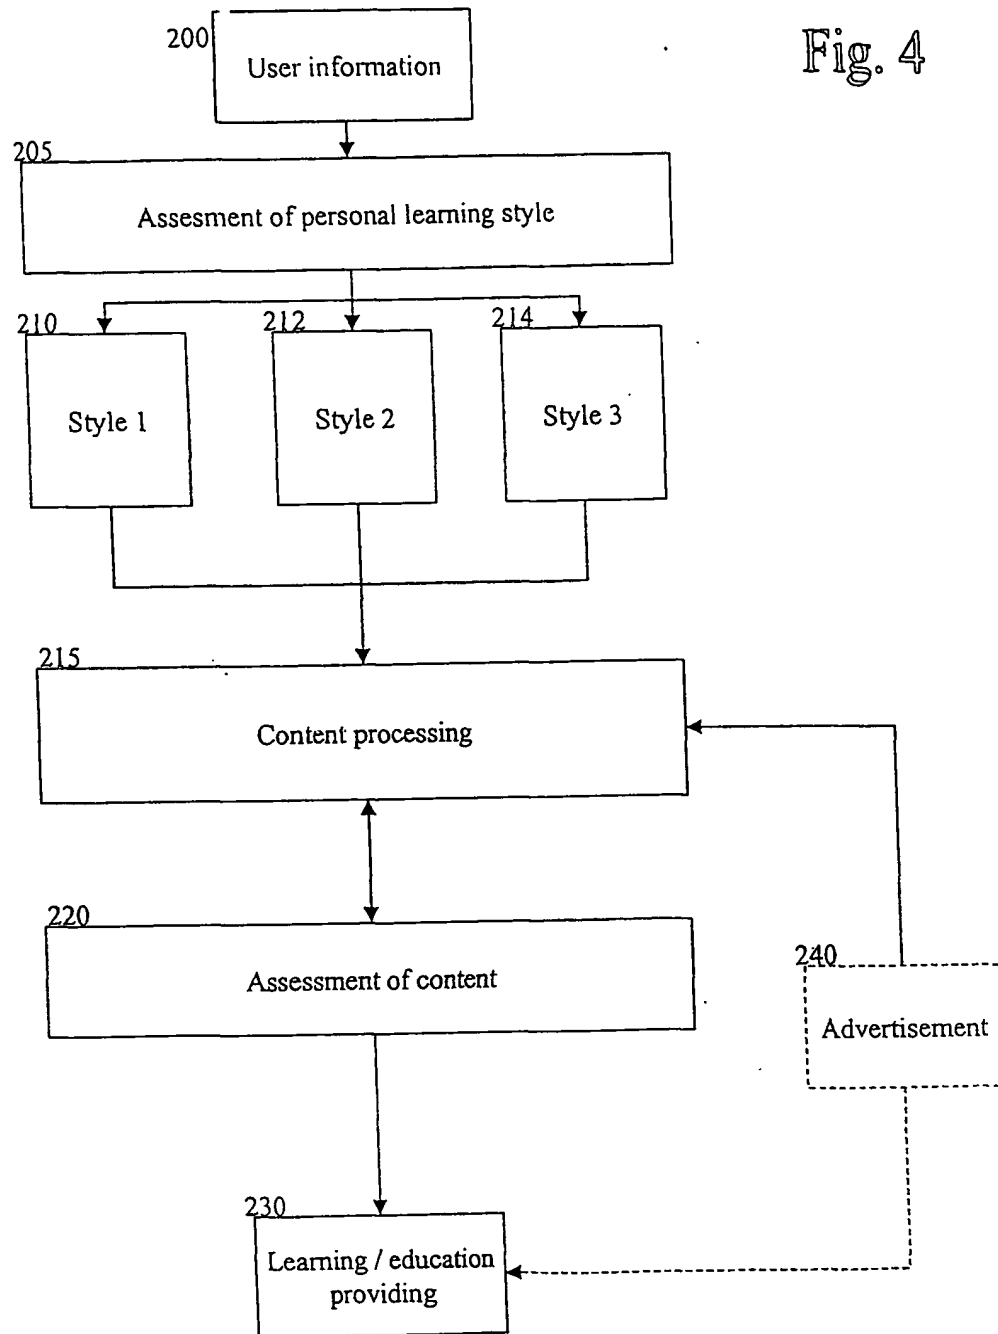 Fig. 4
200
User information
205
Assesment of personal learning style
210
212
214
Style 1
Style 2
Style 3
215
Content processing
220
Assessment of content
240
Advertisement
230
Learning / education
providing